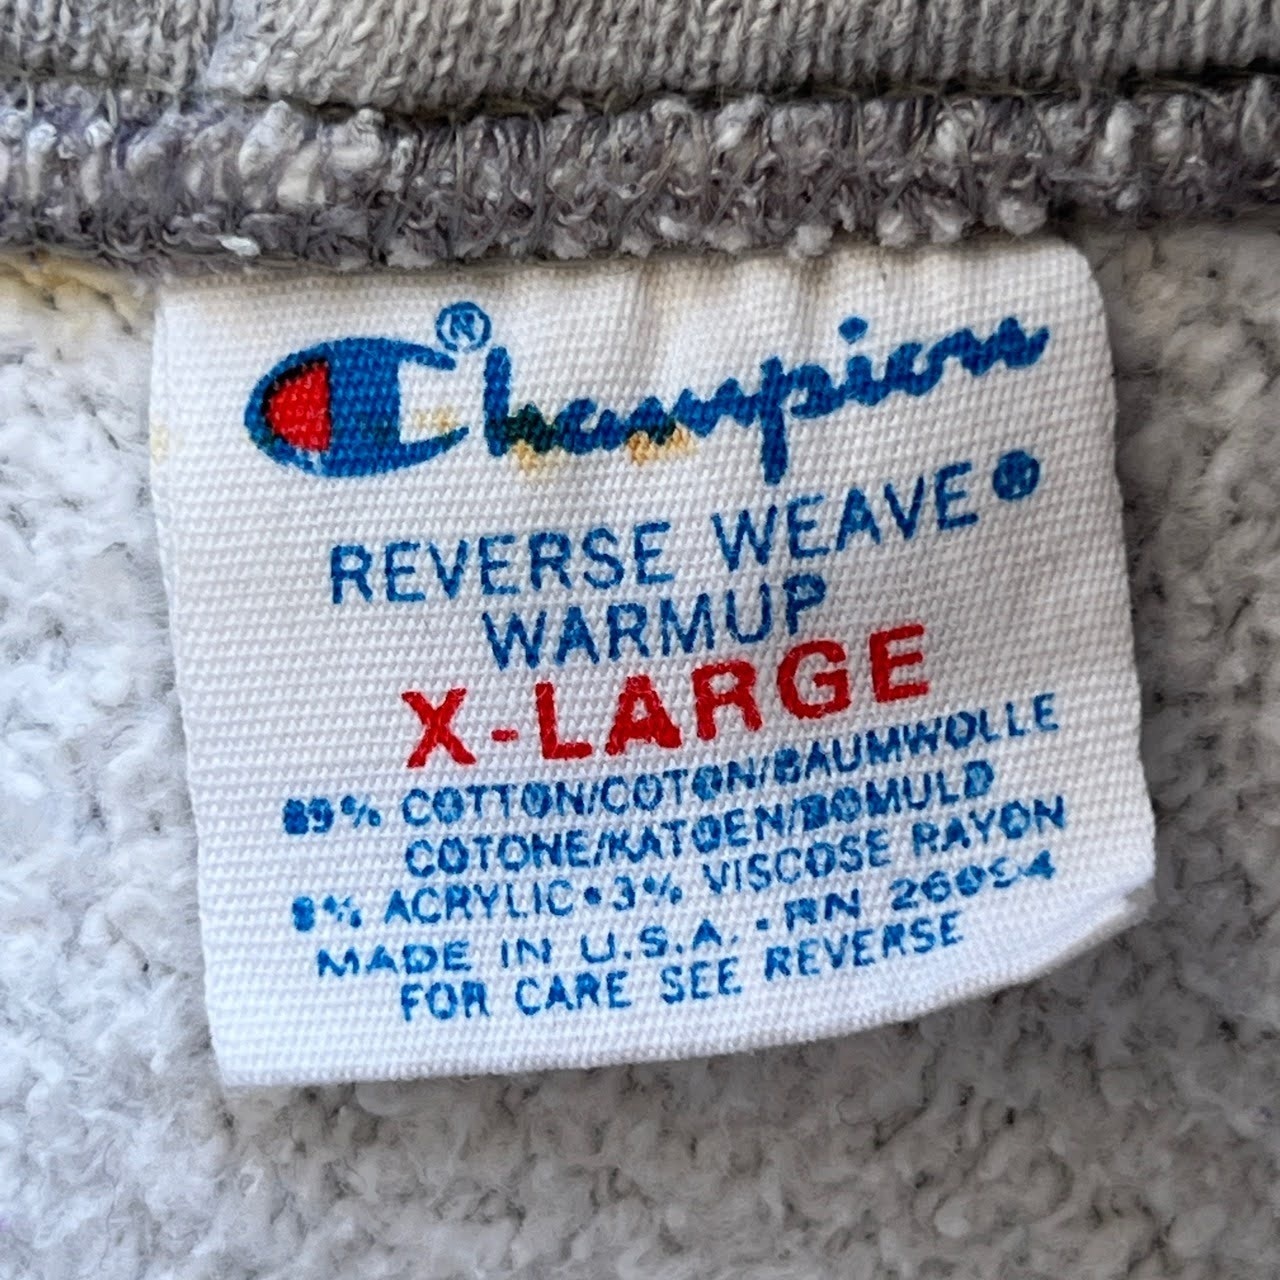 Champion®
REVERSE WEAVE®
WARMUP
X-LARGE
89% COTTON/COTON/BAUMWOLLE
COTONE/KATOEN/BOMULD
8% ACRYLIC•3% VISCOSE RAYON
MADE IN U.S.A. • RN 26094
FOR CARE SEE REVERSE